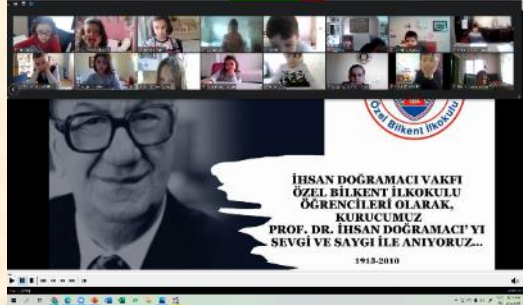 Özel Bilkent İlkokulu
İHSAN DOĞRAMACI VAKFI
ÖZEL BİLKENT İLKOKULU
ÖĞRENCİLERİ OLARAK,
KURUCUMUZ
PROF. DR. İHSAN DOĞRAMACI' YI
SEVGİ VE SAYGI İLE ANIYORUZ...
1915-2010